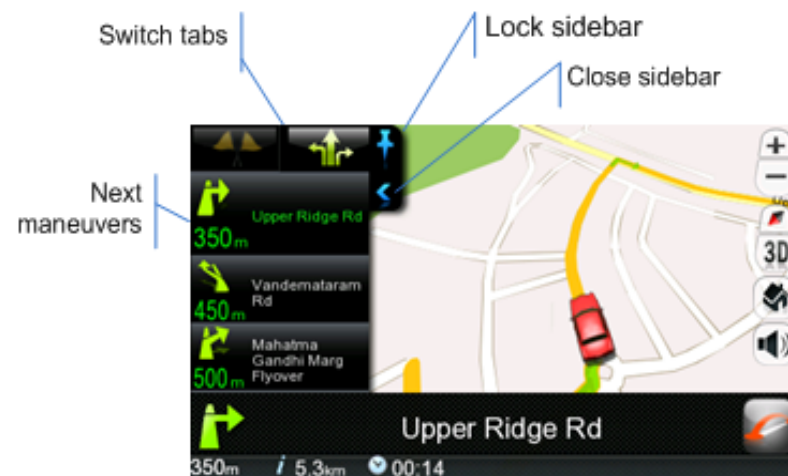 Switch tabs
Lock sidebar
Close sidebar
Next
maneuvers
Upper Ridge Rd
350m
Vandemataram
Rd
450m
Mahatma
Gandhi Marg
Flyover
500m
+
−
3D
Upper Ridge Rd
350m
i 5.3km
00:14